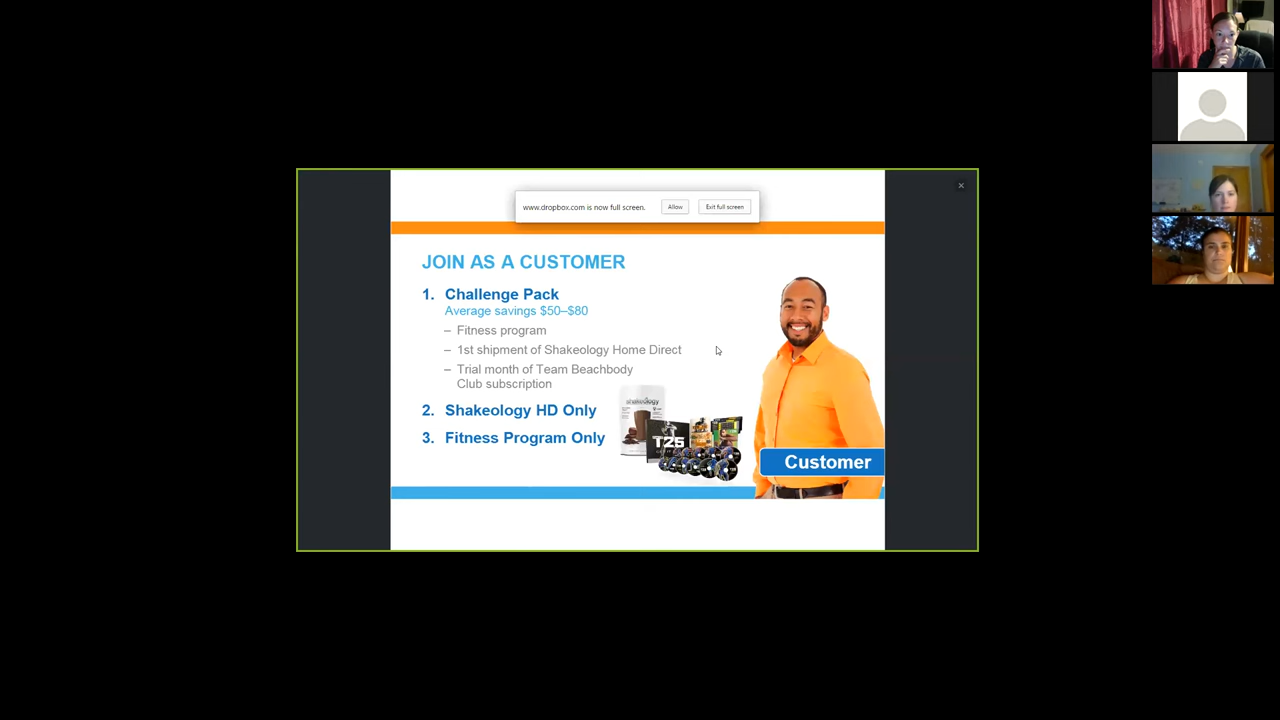 www.dropbox.com is now full screen. Allow Exit full screen
JOIN AS A CUSTOMER
1. Challenge Pack
Average savings $50–$80
– Fitness program
– 1st shipment of Shakeology Home Direct
– Trial month of Team Beachbody
Club subscription
2. Shakeology HD Only
3. Fitness Program Only
shakeology
T25
Customer